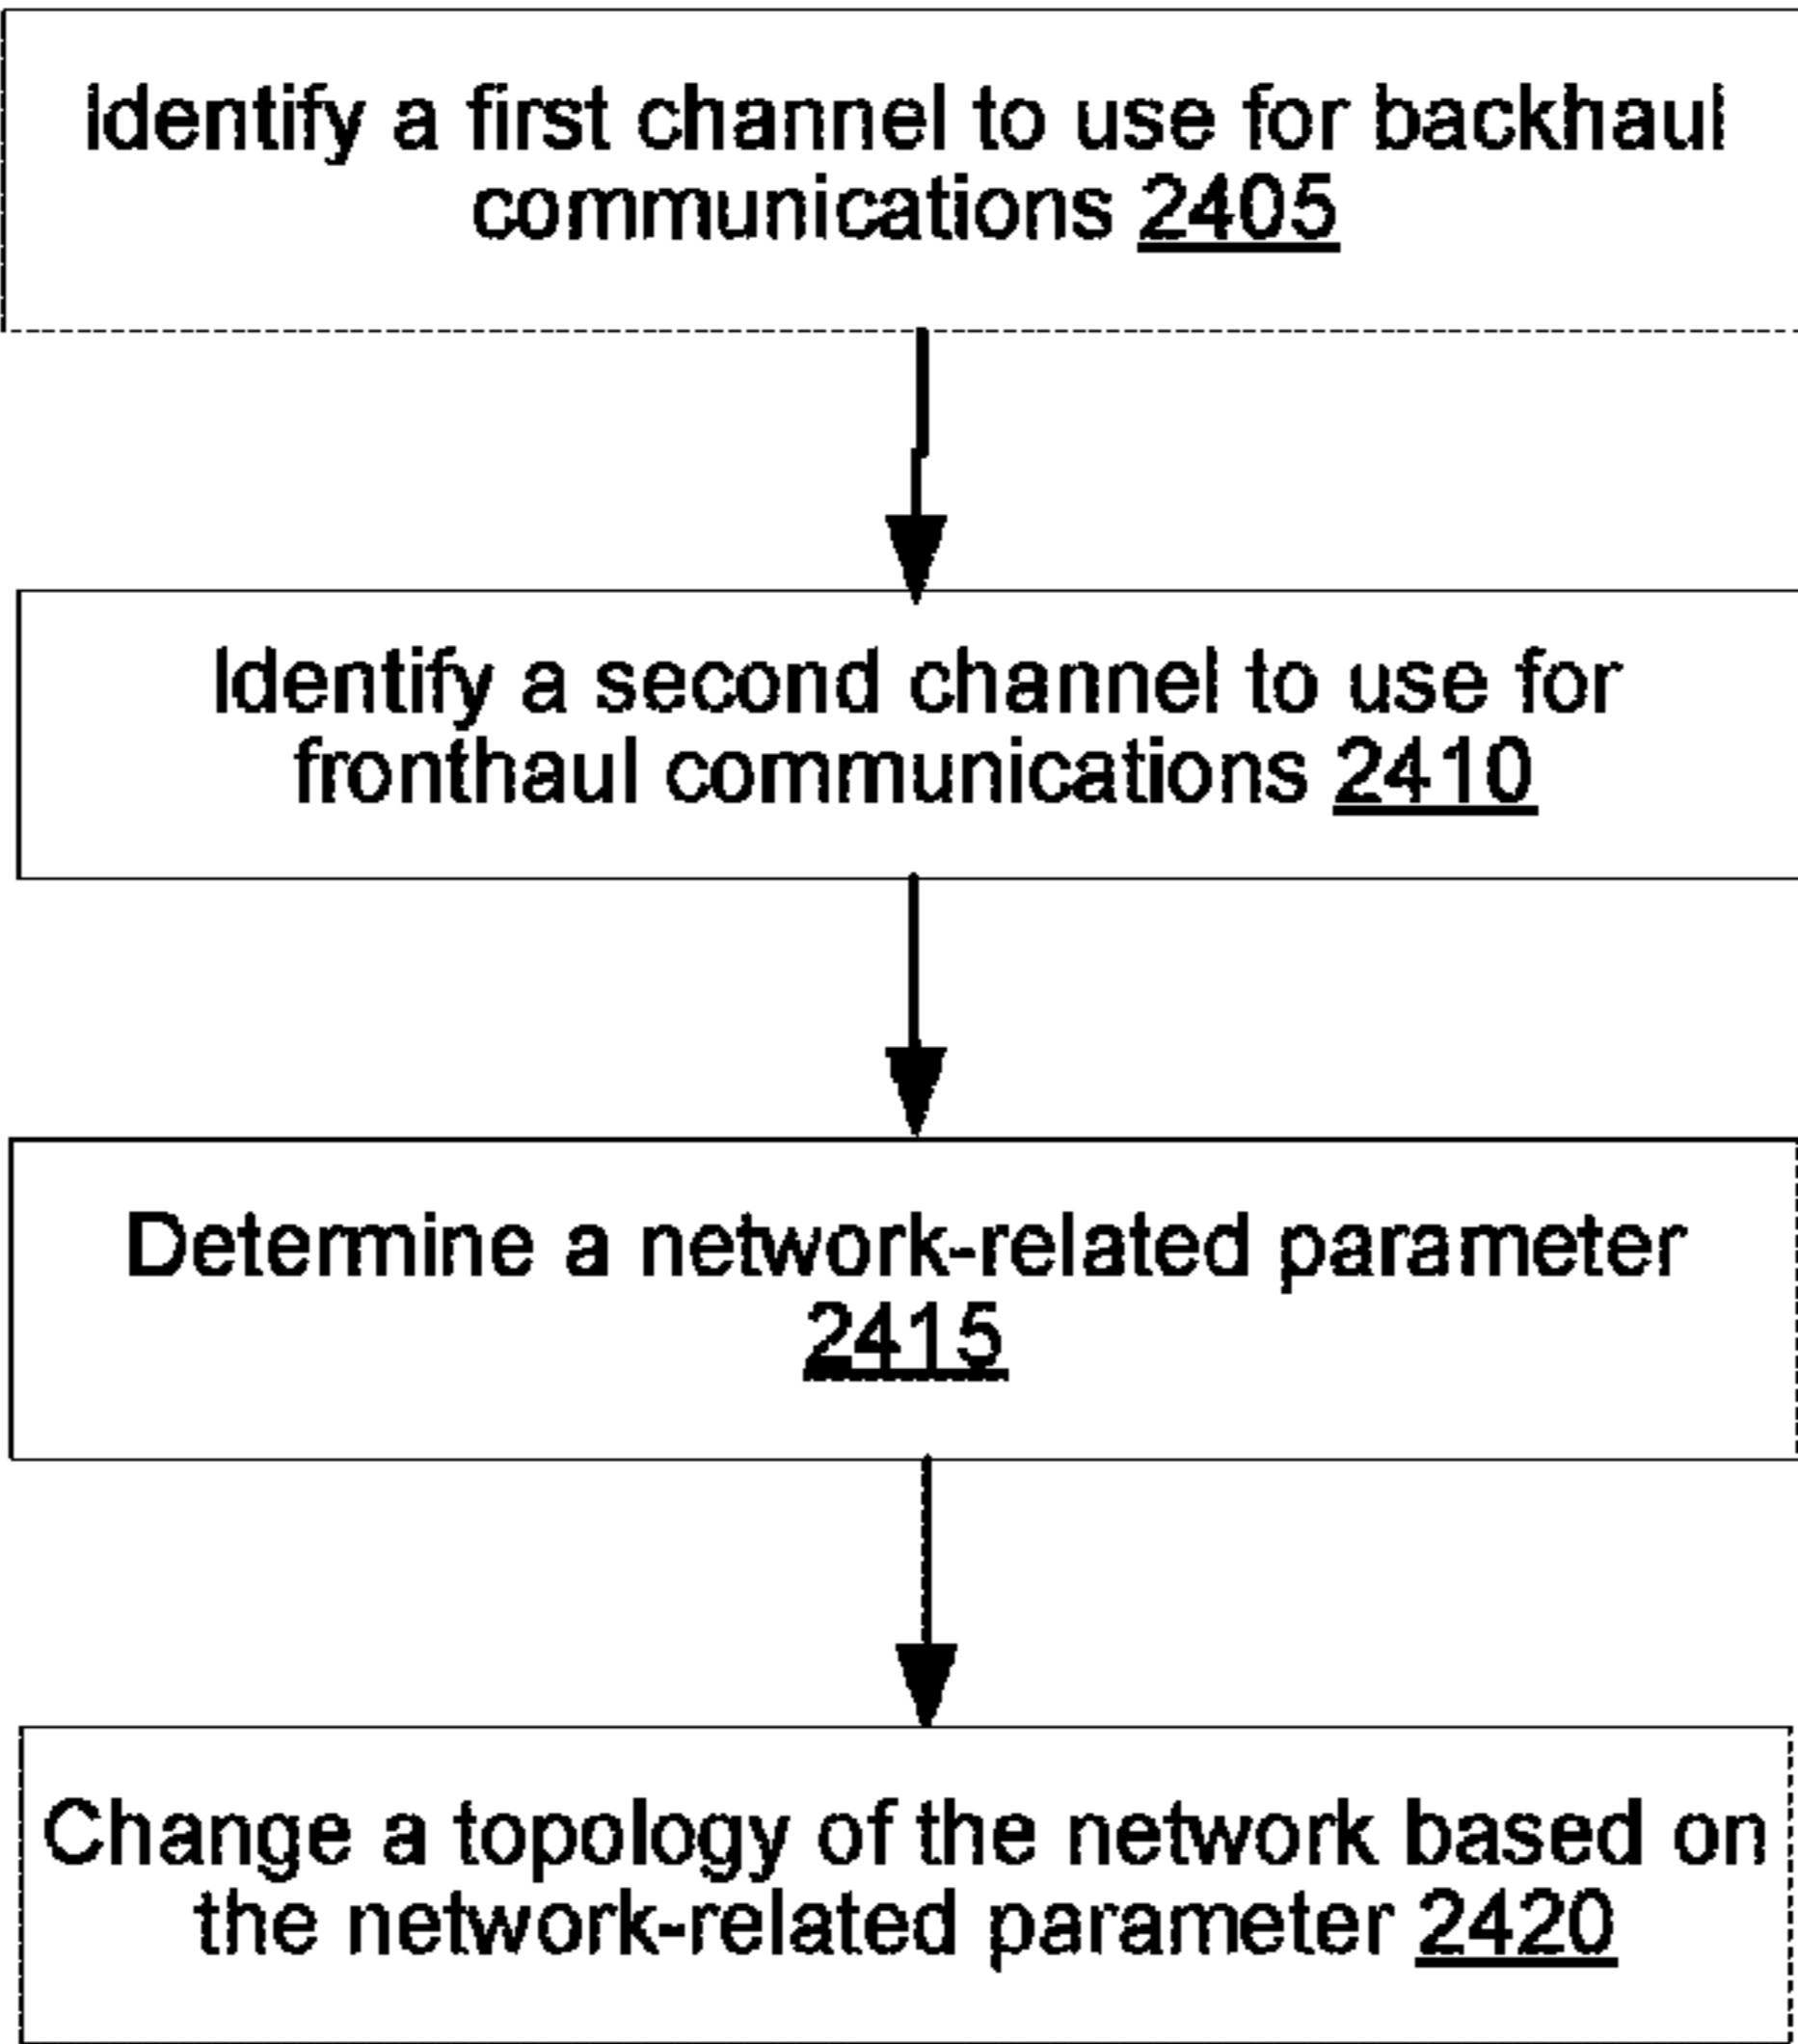 Identify a first channel to use for backhaul
communications 2405
Identify a second channel to use for
fronthaul communications 2410
Determine a network-related parameter
2415
Change a topology of the network based on
the network-related parameter 2420